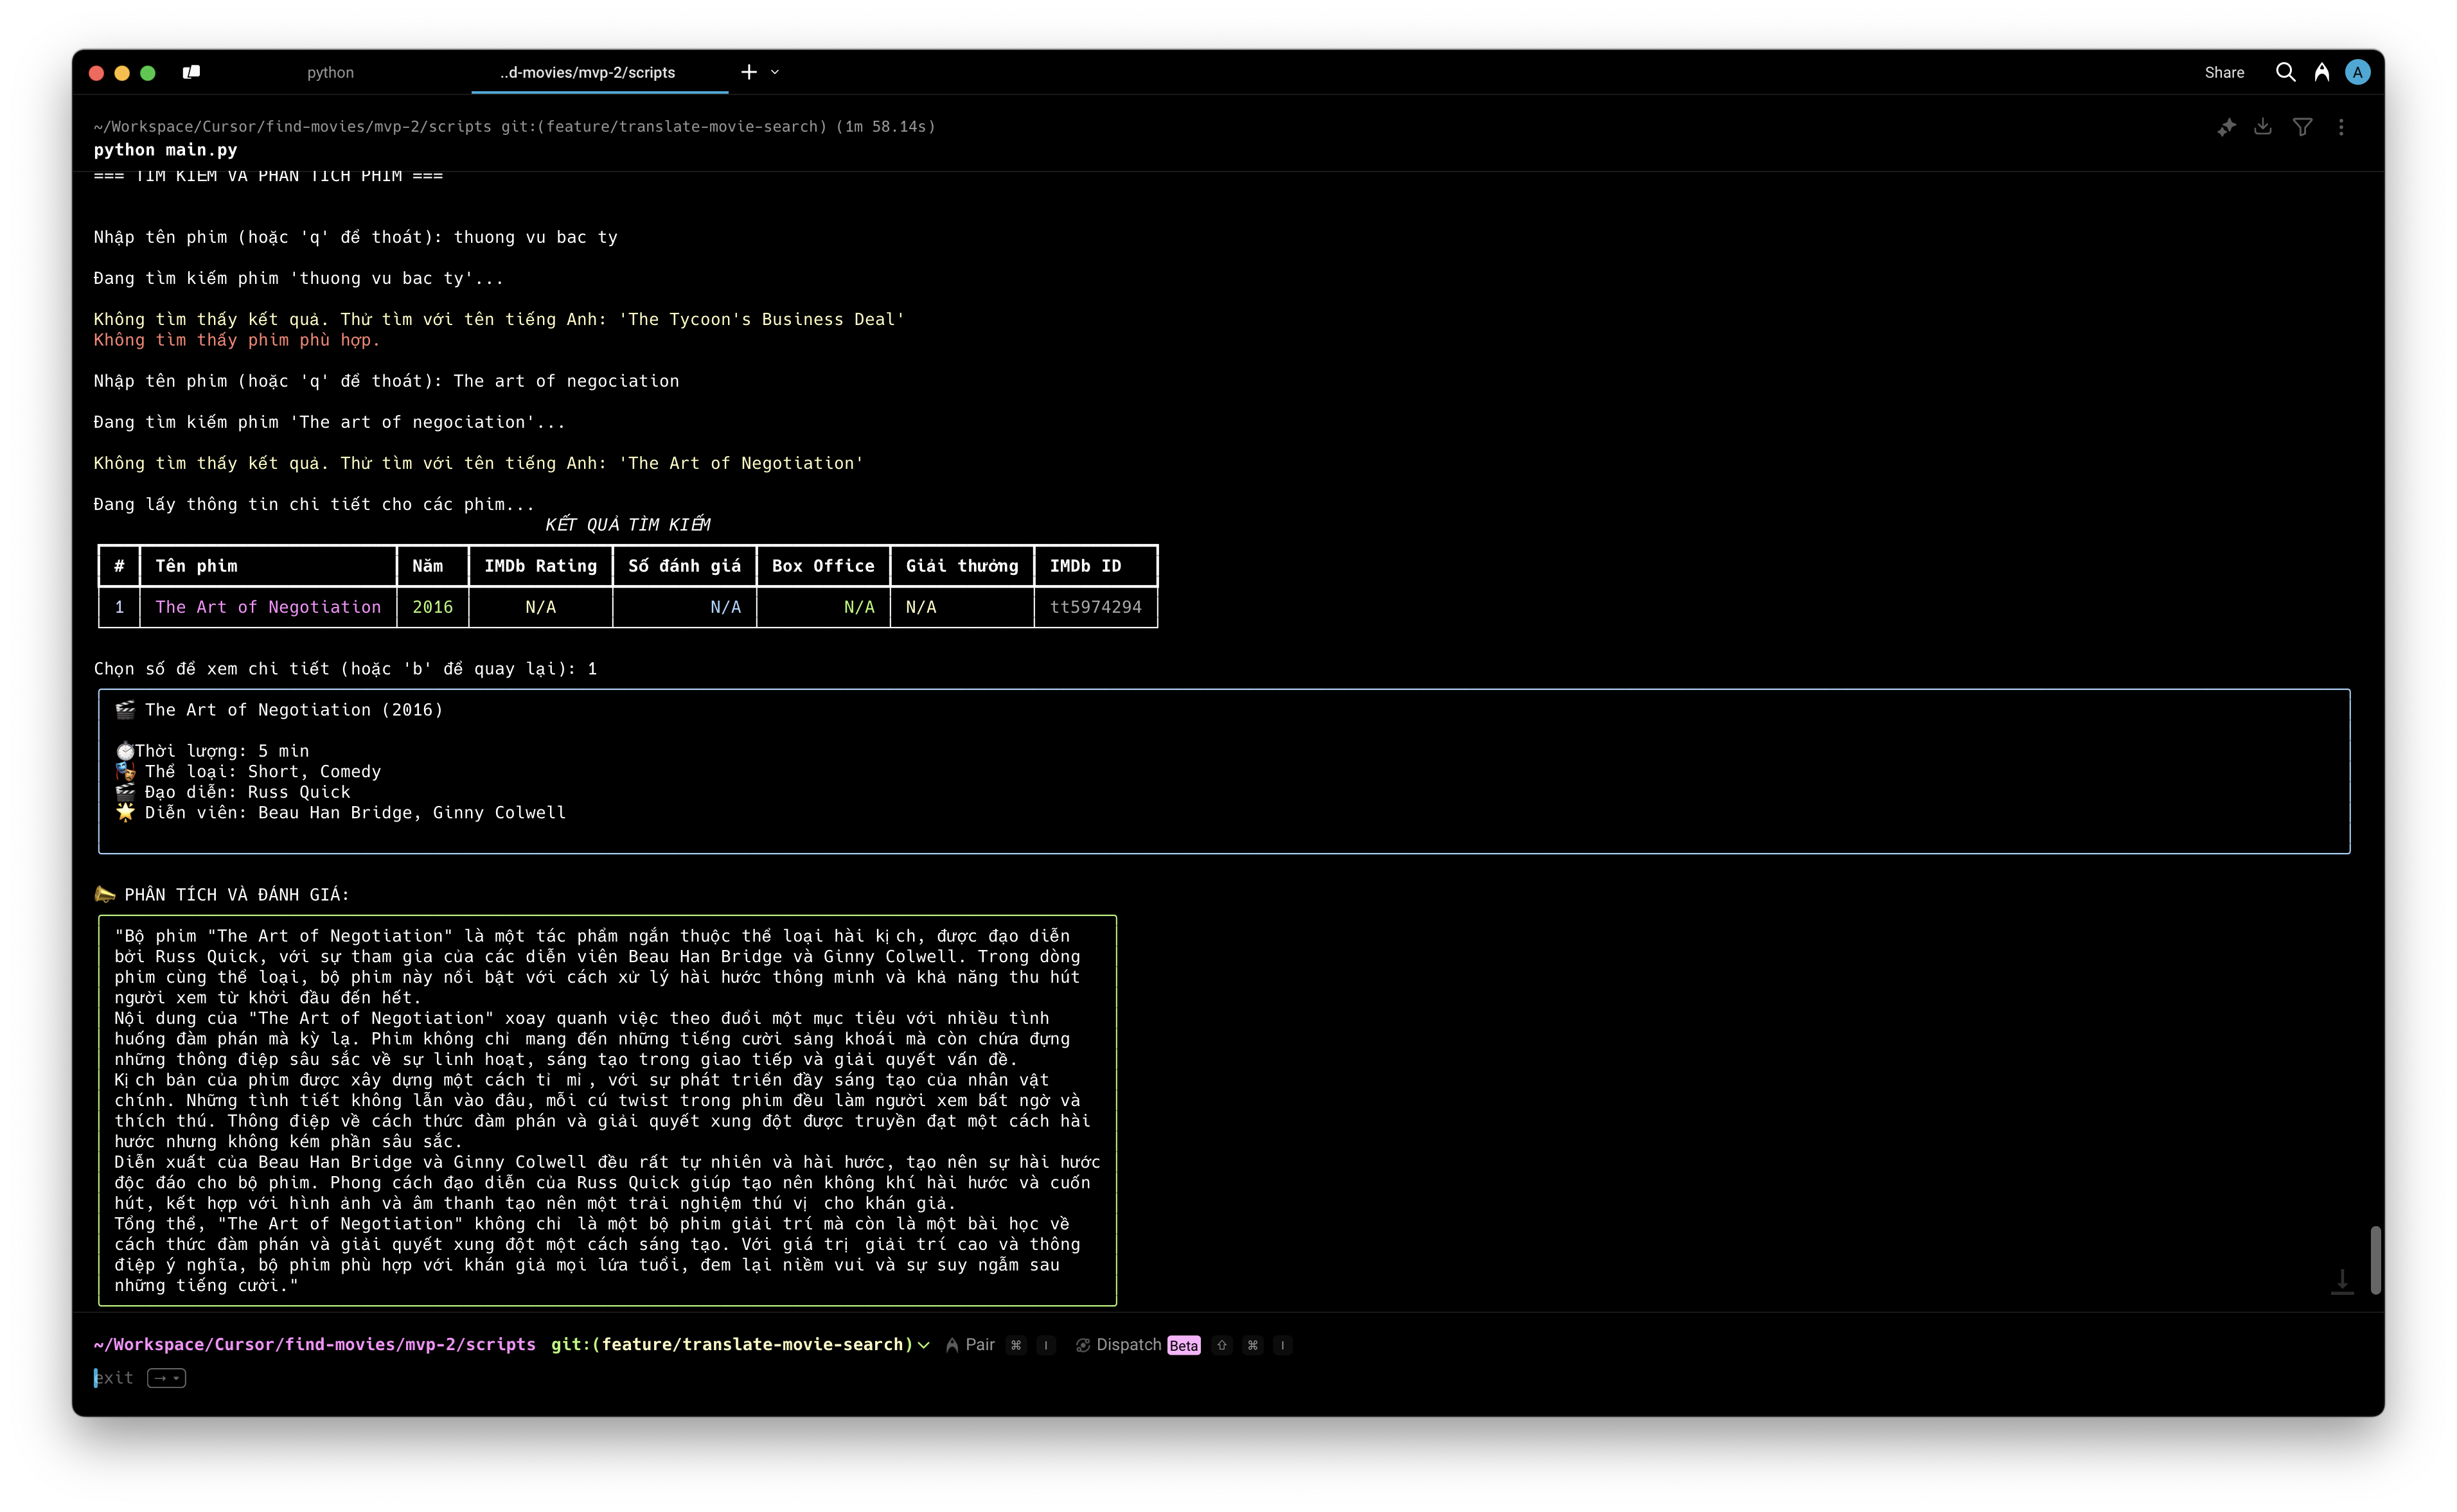 python
..d-movies/mvp-2/scripts
Share
A
~/Workspace/Cursor/find-movies/mvp-2/scripts git:(feature/translate-movie-search) (1m 58.14s)
python main.py
=== TÌM KIẾM VÀ PHÂN TÍCH PHIM ===
Nhập tên phim (hoặc 'q' để thoát): thuong vu bac ty
Đang tìm kiếm phim 'thuong vu bac ty'...
Không tìm thấy kết quả. Thử tìm với tên tiếng Anh: 'The Tycoon's Business Deal'
Không tìm thấy phim phù hợp.
Nhập tên phim (hoặc 'q' để thoát): The art of negociation
Đang tìm kiếm phim 'The art of negociation'...
Không tìm thấy kết quả. Thử tìm với tên tiếng Anh: 'The Art of Negotiation'
Đang lấy thông tin chi tiết cho các phim...
KẾT QUẢ TÌM KIẾM
# Tên phim Năm IMDb Rating Số đánh giá Box Office Giải thưởng IMDb ID
1 The Art of Negotiation 2016 N/A N/A N/A N/A tt5974294
Chọn số để xem chi tiết (hoặc 'b' để quay lại): 1
🎬 The Art of Negotiation (2016)
⏱️Thời lượng: 5 min
🎭 Thể loại: Short, Comedy
🎬 Đạo diễn: Russ Quick
🌟 Diễn viên: Beau Han Bridge, Ginny Colwell
📣 PHÂN TÍCH VÀ ĐÁNH GIÁ:
"Bộ phim "The Art of Negotiation" là một tác phẩm ngắn thuộc thể loại hài kịch, được đạo diễn
bởi Russ Quick, với sự tham gia của các diễn viên Beau Han Bridge và Ginny Colwell. Trong dòng
phim cùng thể loại, bộ phim này nổi bật với cách xử lý hài hước thông minh và khả năng thu hút
người xem từ khởi đầu đến hết.
Nội dung của "The Art of Negotiation" xoay quanh việc theo đuổi một mục tiêu với nhiều tình
huống đàm phán mà kỳ lạ. Phim không chỉ mang đến những tiếng cười sảng khoái mà còn chứa đựng
những thông điệp sâu sắc về sự linh hoạt, sáng tạo trong giao tiếp và giải quyết vấn đề.
Kịch bản của phim được xây dựng một cách tỉ mỉ, với sự phát triển đầy sáng tạo của nhân vật
chính. Những tình tiết không lẫn vào đâu, mỗi cú twist trong phim đều làm người xem bất ngờ và
thích thú. Thông điệp về cách thức đàm phán và giải quyết xung đột được truyền đạt một cách hài
hước nhưng không kém phần sâu sắc.
Diễn xuất của Beau Han Bridge và Ginny Colwell đều rất tự nhiên và hài hước, tạo nên sự hài hước
độc đáo cho bộ phim. Phong cách đạo diễn của Russ Quick giúp tạo nên không khí hài hước và cuốn
hút, kết hợp với hình ảnh và âm thanh tạo nên một trải nghiệm thú vị cho khán giả.
Tổng thể, "The Art of Negotiation" không chỉ là một bộ phim giải trí mà còn là một bài học về
cách thức đàm phán và giải quyết xung đột một cách sáng tạo. Với giá trị giải trí cao và thông
điệp ý nghĩa, bộ phim phù hợp với khán giả mọi lứa tuổi, đem lại niềm vui và sự suy ngẫm sau
những tiếng cười."
~/Workspace/Cursor/find-movies/mvp-2/scripts git:(feature/translate-movie-search) Pair ⌘ I Dispatch Beta ⇧ ⌘ I
exit